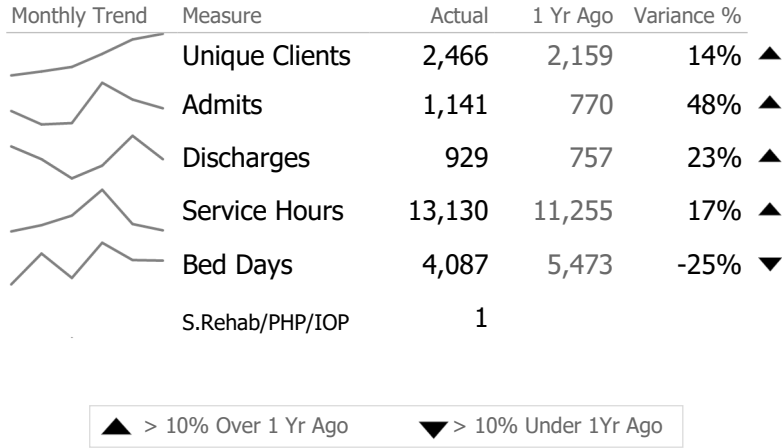 Monthly Trend Measure Actual 1 Yr Ago Variance %
Unique Clients 2,466 2,159 14% ▲
Admits 1,141 770 48% ▲
Discharges 929 757 23% ▲
Service Hours 13,130 11,255 17% ▲
Bed Days 4,087 5,473 -25% ▼
S.Rehab/PHP/IOP 1
▲ > 10% Over 1 Yr Ago ▼ > 10% Under 1Yr Ago